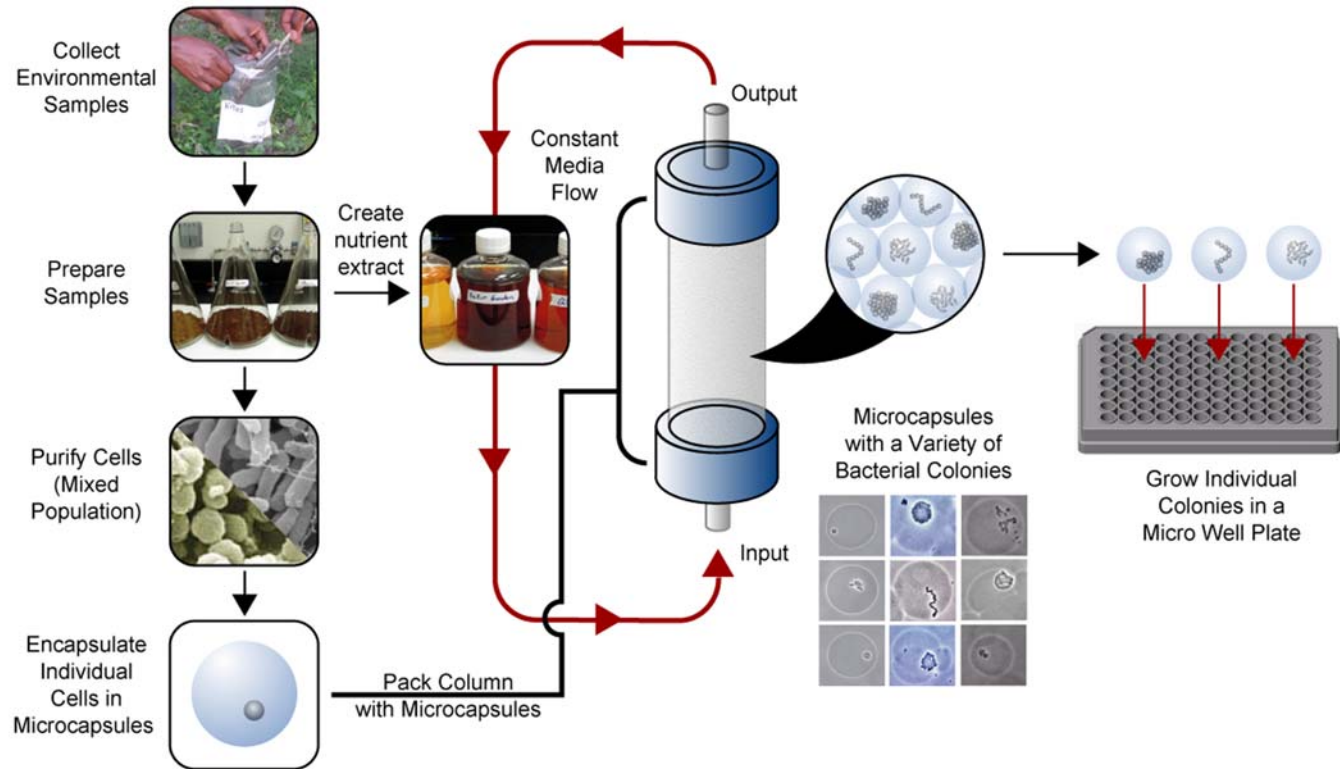 Collect
Environmental
Samples
Prepare
Samples
Purify Cells
(Mixed
Population)
Encapsulate
Individual
Cells in
Microcapsules
Create
nutrient
extract
Constant
Media
Flow
Output
Input
Pack Column
with Microcapsules
Microcapsules
with a Variety of
Bacterial Colonies
Grow Individual
Colonies in a
Micro Well Plate